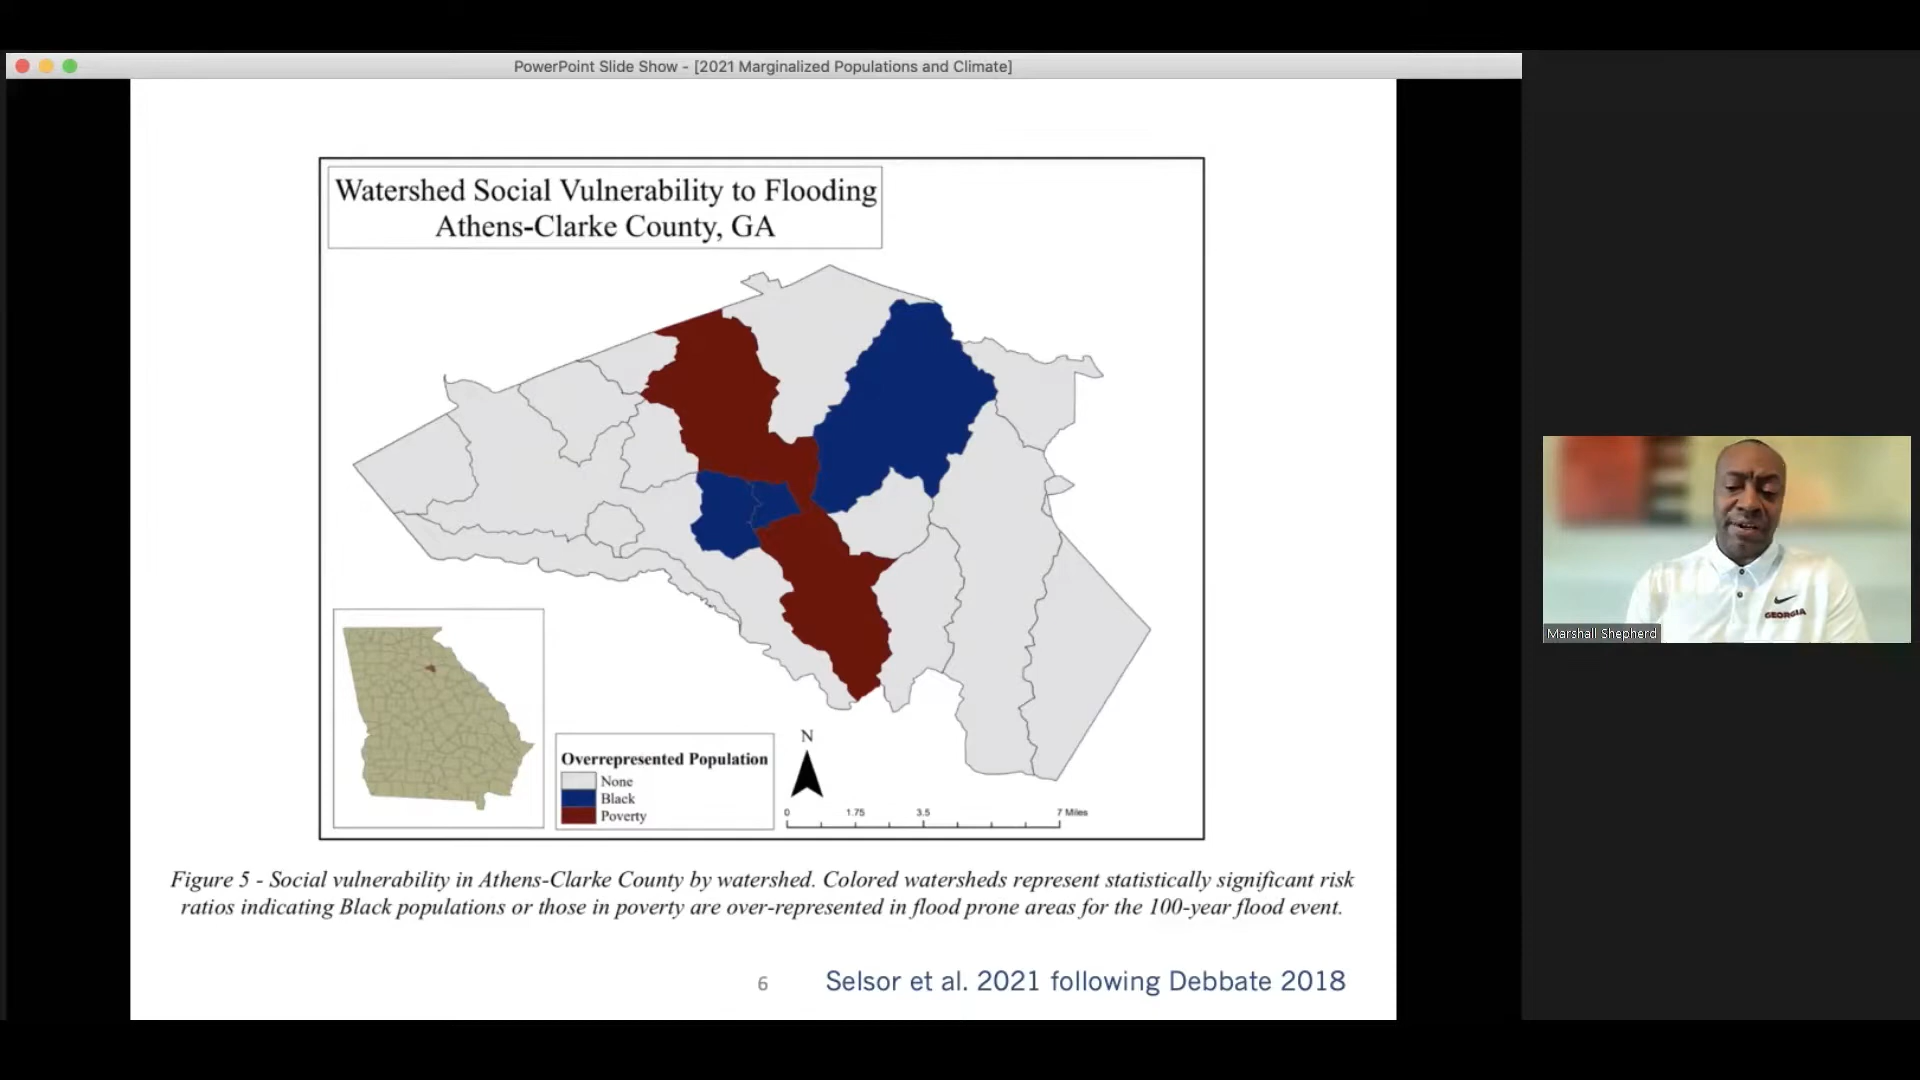 PowerPoint Slide Show - [2021 Marginalized Populations and Climate]
Watershed Social Vulnerability to Flooding
Athens-Clarke County, GA
Overrepresented Population
None
Black
Poverty
N
0 1.75 3.5 7 Miles
Figure 5 - Social vulnerability in Athens-Clarke County by watershed. Colored watersheds represent statistically significant risk
ratios indicating Black populations or those in poverty are over-represented in flood prone areas for the 100-year flood event.
6
Selsor et al. 2021 following Debbate 2018
GEORGIA
Marshall Shepherd